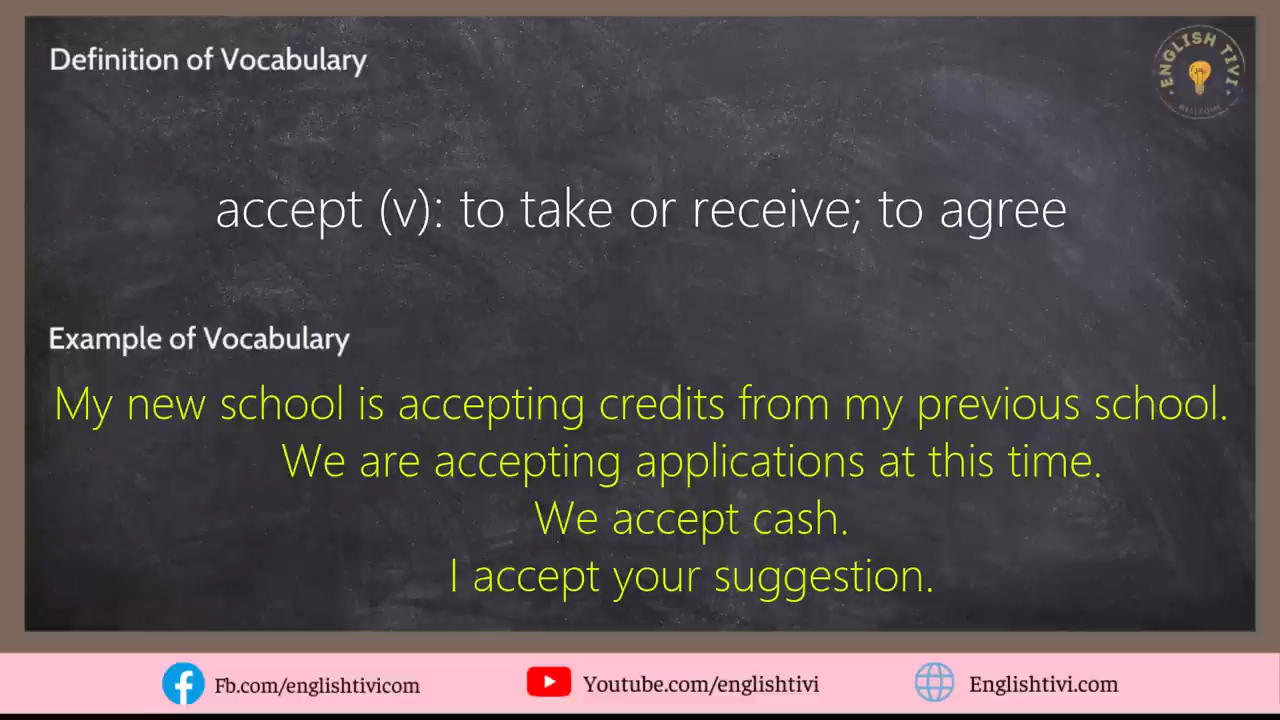 Definition of Vocabulary
ENGLISH TIVI
accept (v): to take or receive; to agree
Example of Vocabulary
My new school is accepting credits from my previous school.
We are accepting applications at this time.
We accept cash.
I accept your suggestion.
Fb.com/englishtivicom
Youtube.com/englishtivi
Englishtivi.com